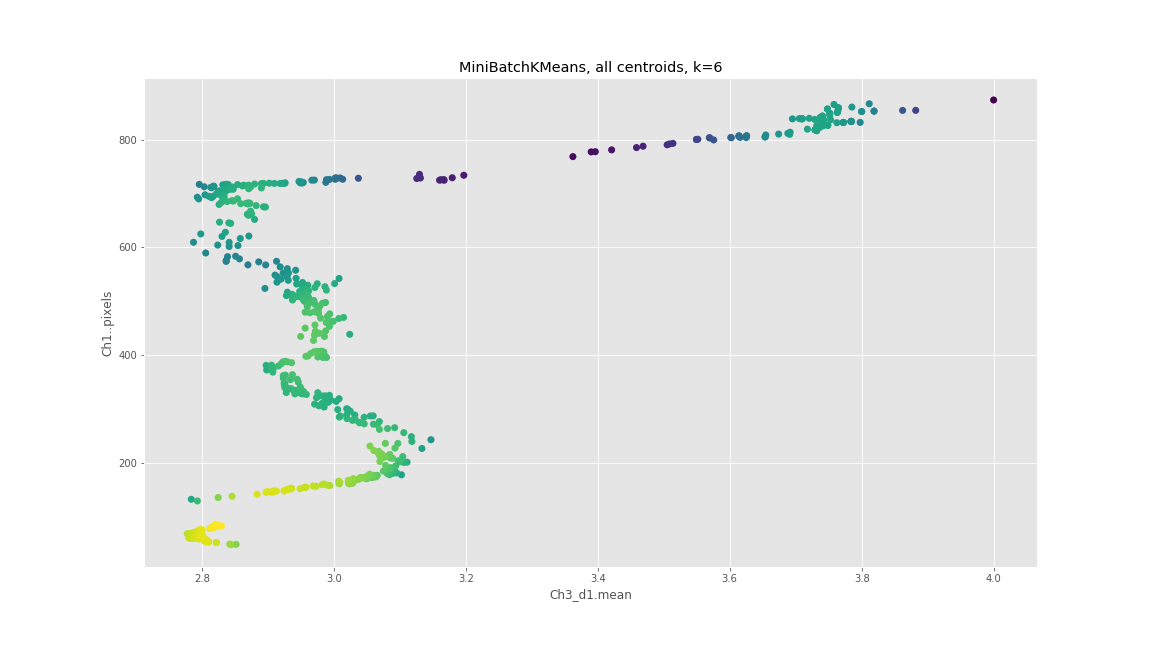 MiniBatchKMeans, all centroids, k=6
800
600
400
200
Ch1..pixels
2.8 3.0 3.2 3.4 3.6 3.8 4.0
Ch3_d1.mean